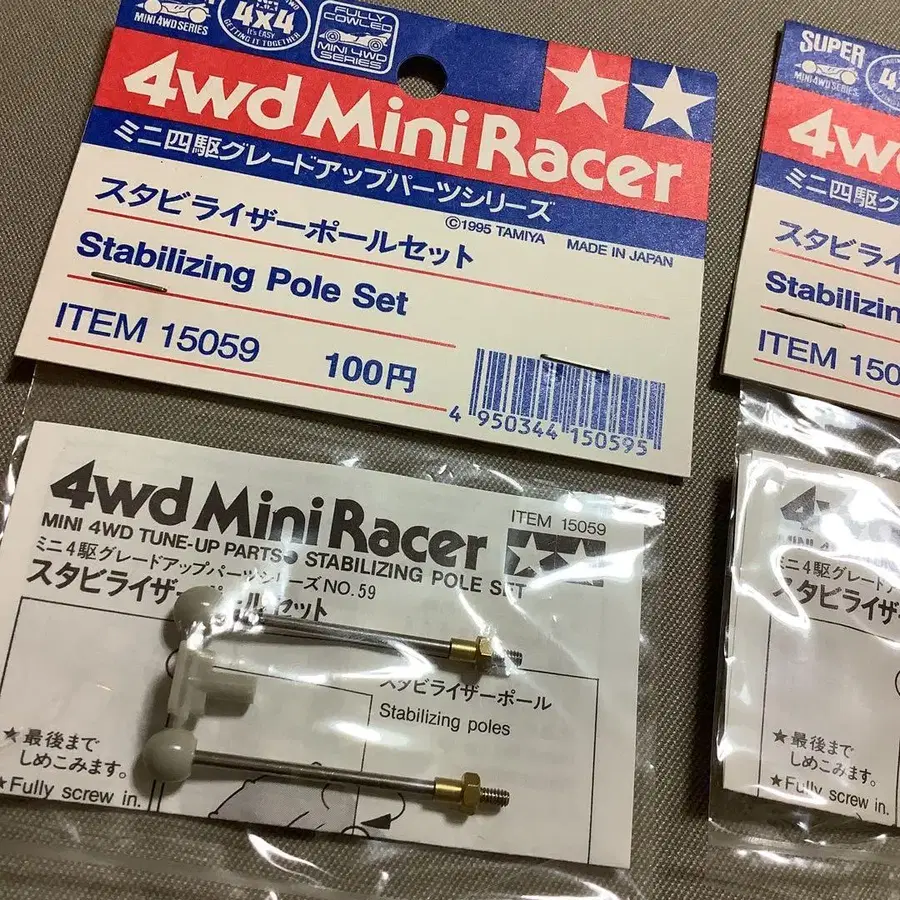 MINI 4WD SERIES
4X4
IT'S EASY
GETTING IT TOGETHER
FULLY
COWLED
MINI 4WD
SERIES
4wd Mini Racer
ミニ四駆グレードアップパーツシリーズ
©1995 TAMIYA MADE IN JAPAN
スタビライザーポールセット
Stabilizing Pole Set
ITEM 15059 100円
4 950344 150595
4wd Mini Racer
ITEM 15059
MINI 4WD TUNE-UP PARTS STABILIZING POLE SET
ミニ4駆グレードアップパーツシリーズNO.59
スタビライザーポールセット
スタビライザーポール
Stabilizing poles
★最後まで
しめこみます。
★Fully screw in.
SUPER
MINI 4WD SERIES
4wd
ミニ四駆グ
スタビライ
Stabilizin
ITEM 150
ミニ4駆グレードア
スタビライザー
★最後まで
しめこみます。
★Fully screw in.